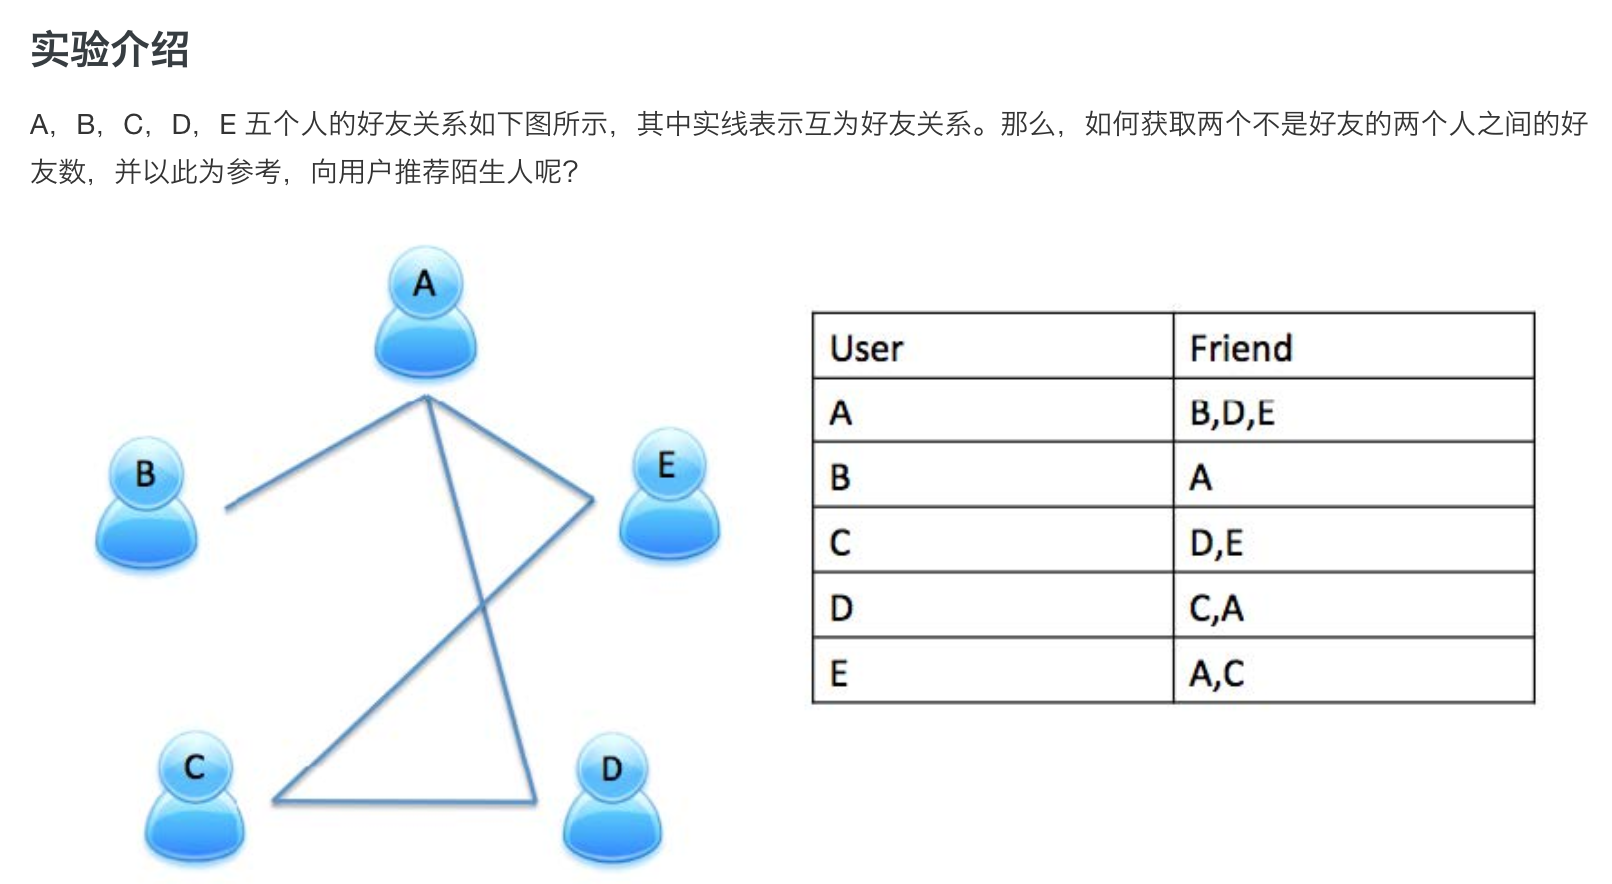 实验介绍
A，B，C，D，E 五个人的好友关系如下图所示，其中实线表示互为好友关系。那么，如何获取两个不是好友的两个人之间的好
友数，并以此为参考，向用户推荐陌生人呢？
A
B
E
C
D
User Friend
A B,D,E
B A
C D,E
D C,A
E A,C